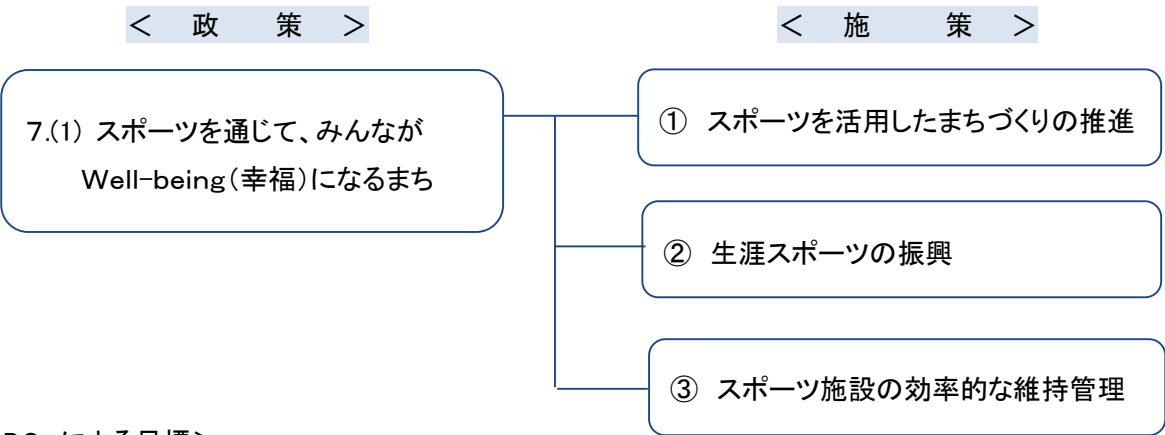 ＜ 政 策 ＞
＜ 施 策 ＞
７.(1) スポーツを通じて、みんなが
Well-being（幸福）になるまち
① スポーツを活用したまちづくりの推進
② 生涯スポーツの振興
③ スポーツ施設の効率的な維持管理